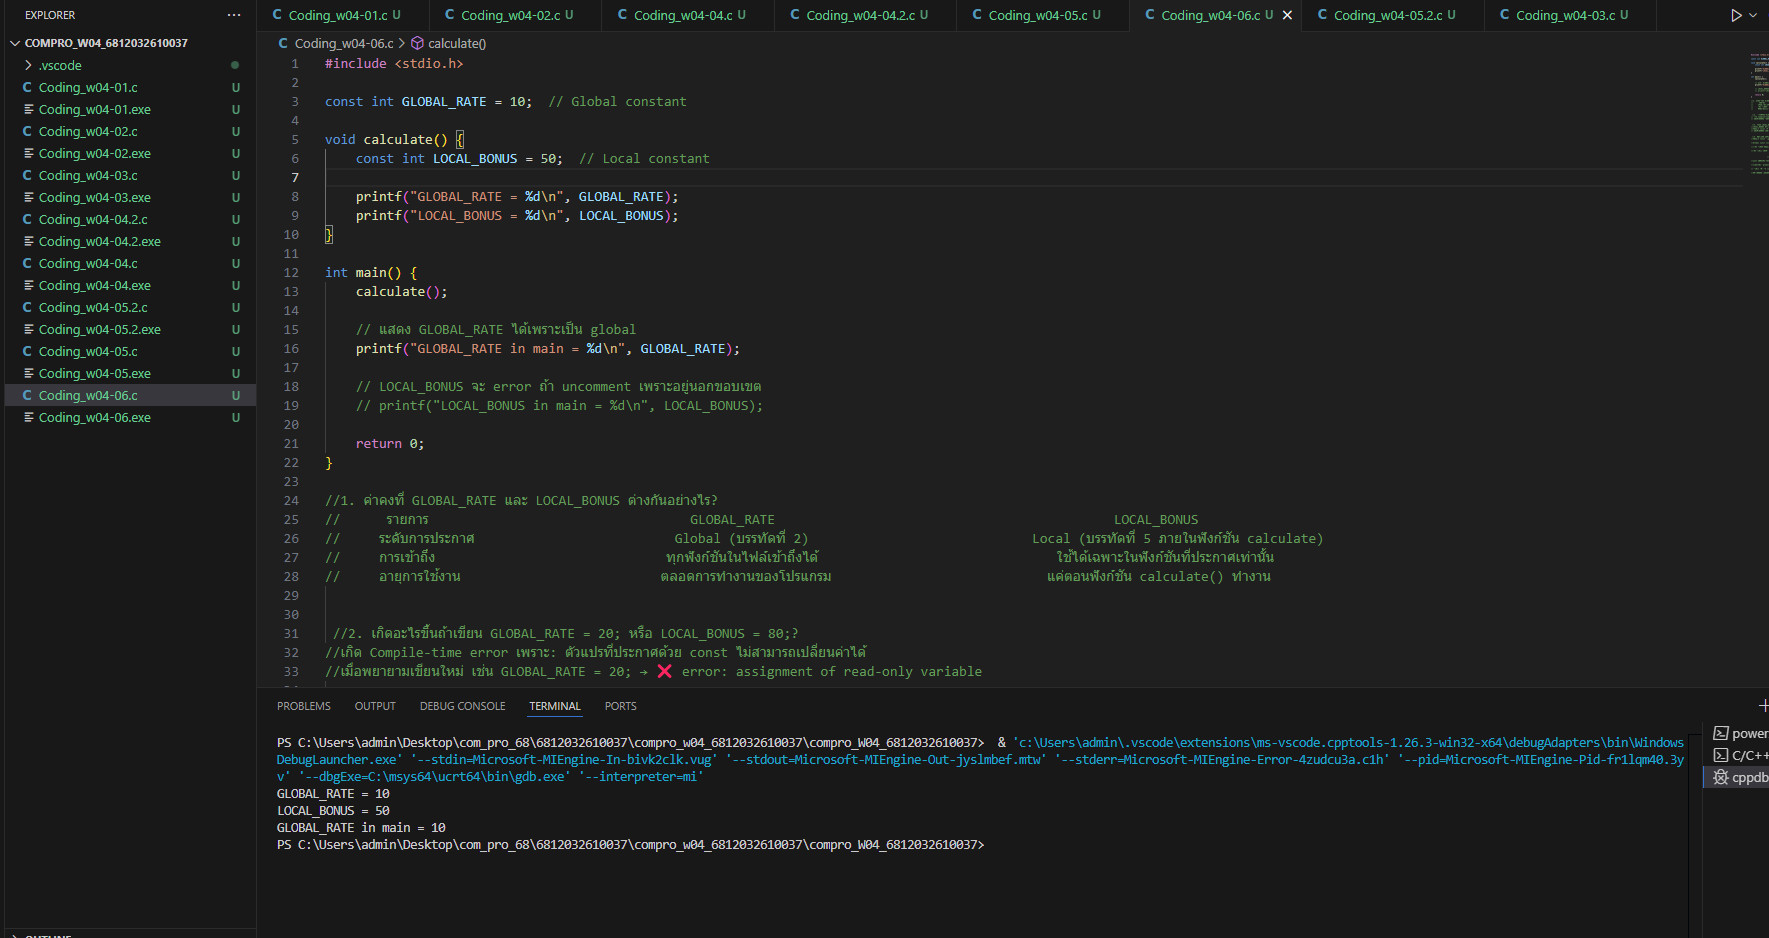 EXPLORER
COMPRO_W04_6812032610037
.vscode
Coding_w04-01.c U
Coding_w04-01.exe U
Coding_w04-02.c U
Coding_w04-02.exe U
Coding_w04-03.c U
Coding_w04-03.exe U
Coding_w04-04.2.c U
Coding_w04-04.2.exe U
Coding_w04-04.c U
Coding_w04-04.exe U
Coding_w04-05.2.c U
Coding_w04-05.2.exe U
Coding_w04-05.c U
Coding_w04-05.exe U
Coding_w04-06.c U
Coding_w04-06.exe U
OUTLINE
C Coding_w04-01.c U C Coding_w04-02.c U C Coding_w04-04.c U C Coding_w04-04.2.c U C Coding_w04-05.c U C Coding_w04-06.c U C Coding_w04-05.2.c U C Coding_w04-03.c U
C Coding_w04-06.c > calculate()
1 #include <stdio.h>
2
3 const int GLOBAL_RATE = 10;  // Global constant
4
5 void calculate() {
6     const int LOCAL_BONUS = 50;  // Local constant
7
8     printf("GLOBAL_RATE = %d\n", GLOBAL_RATE);
9     printf("LOCAL_BONUS = %d\n", LOCAL_BONUS);
10 }
11
12 int main() {
13     calculate();
14
15     // แสดง GLOBAL_RATE ได้เพราะเป็น global
16     printf("GLOBAL_RATE in main = %d\n", GLOBAL_RATE);
17
18     // LOCAL_BONUS จะ error ถ้า uncomment เพราะอยู่นอกขอบเขต
19     // printf("LOCAL_BONUS in main = %d\n", LOCAL_BONUS);
20
21     return 0;
22 }
23
24 //1. ค่าคงที่ GLOBAL_RATE และ LOCAL_BONUS ต่างกันอย่างไร?
25 // รายการ GLOBAL_RATE LOCAL_BONUS
26 // ระดับการประกาศ Global (บรรทัดที่ 2) Local (บรรทัดที่ 5 ภายในฟังก์ชัน calculate)
27 // การเข้าถึง ทุกฟังก์ชันในไฟล์เข้าถึงได้ ใช้ได้เฉพาะในฟังก์ชันที่ประกาศเท่านั้น
28 // อายุการใช้งาน ตลอดการทำงานของโปรแกรม แค่ตอนฟังก์ชัน calculate() ทำงาน
29
30
31 //2. เกิดอะไรขึ้นถ้าเขียน GLOBAL_RATE = 20; หรือ LOCAL_BONUS = 80;?
32 //เกิด Compile-time error เพราะ: ตัวแปรที่ประกาศด้วย const ไม่สามารถเปลี่ยนค่าได้
33 //เมื่อพยายามเขียนใหม่ เช่น GLOBAL_RATE = 20; → ❌ error: assignment of read-only variable
PROBLEMS OUTPUT DEBUG CONSOLE TERMINAL PORTS
PS C:\Users\admin\Desktop\com_pro_68\6812032610037\compro_w04_6812032610037\compro_W04_6812032610037>  & 'c:\Users\admin\.vscode\extensions\ms-vscode.cpptools-1.26.3-win32-x64\debugAdapters\bin\Windows
DebugLauncher.exe' '--stdin=Microsoft-MIEngine-In-bivk2clk.vug' '--stdout=Microsoft-MIEngine-Out-jyslmbef.mtw' '--stderr=Microsoft-MIEngine-Error-4zudcu3a.c1h' '--pid=Microsoft-MIEngine-Pid-fr1lqm40.3y
v' '--dbgExe=C:\msys64\ucrt64\bin\gdb.exe' '--interpreter=mi'
GLOBAL_RATE = 10
LOCAL_BONUS = 50
GLOBAL_RATE in main = 10
PS C:\Users\admin\Desktop\com_pro_68\6812032610037\compro_w04_6812032610037\compro_W04_6812032610037>
power
C/C++
cppdb